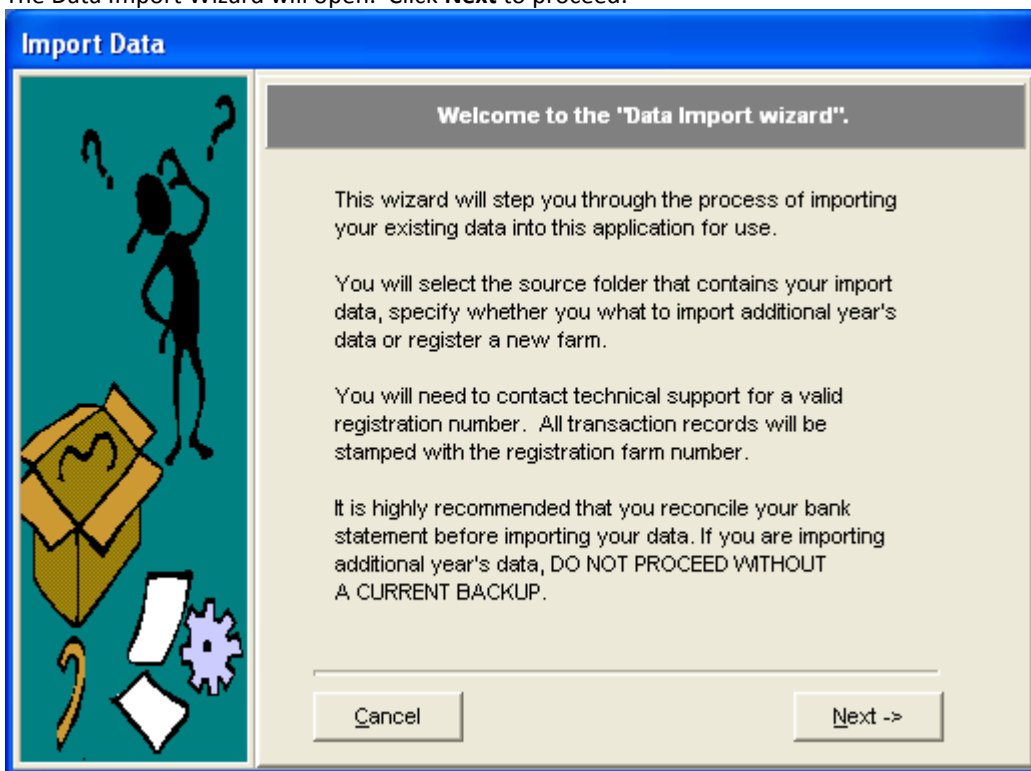 The Data Import Wizard will open. Click Next to proceed.
Import Data
Welcome to the "Data Import wizard".
This wizard will step you through the process of importing
your existing data into this application for use.
You will select the source folder that contains your import
data, specify whether you what to import additional year's
data or register a new farm.
You will need to contact technical support for a valid
registration number. All transaction records will be
stamped with the registration farm number.
It is highly recommended that you reconcile your bank
statement before importing your data. If you are importing
additional year's data, DO NOT PROCEED WITHOUT
A CURRENT BACKUP.
Cancel
Next ->